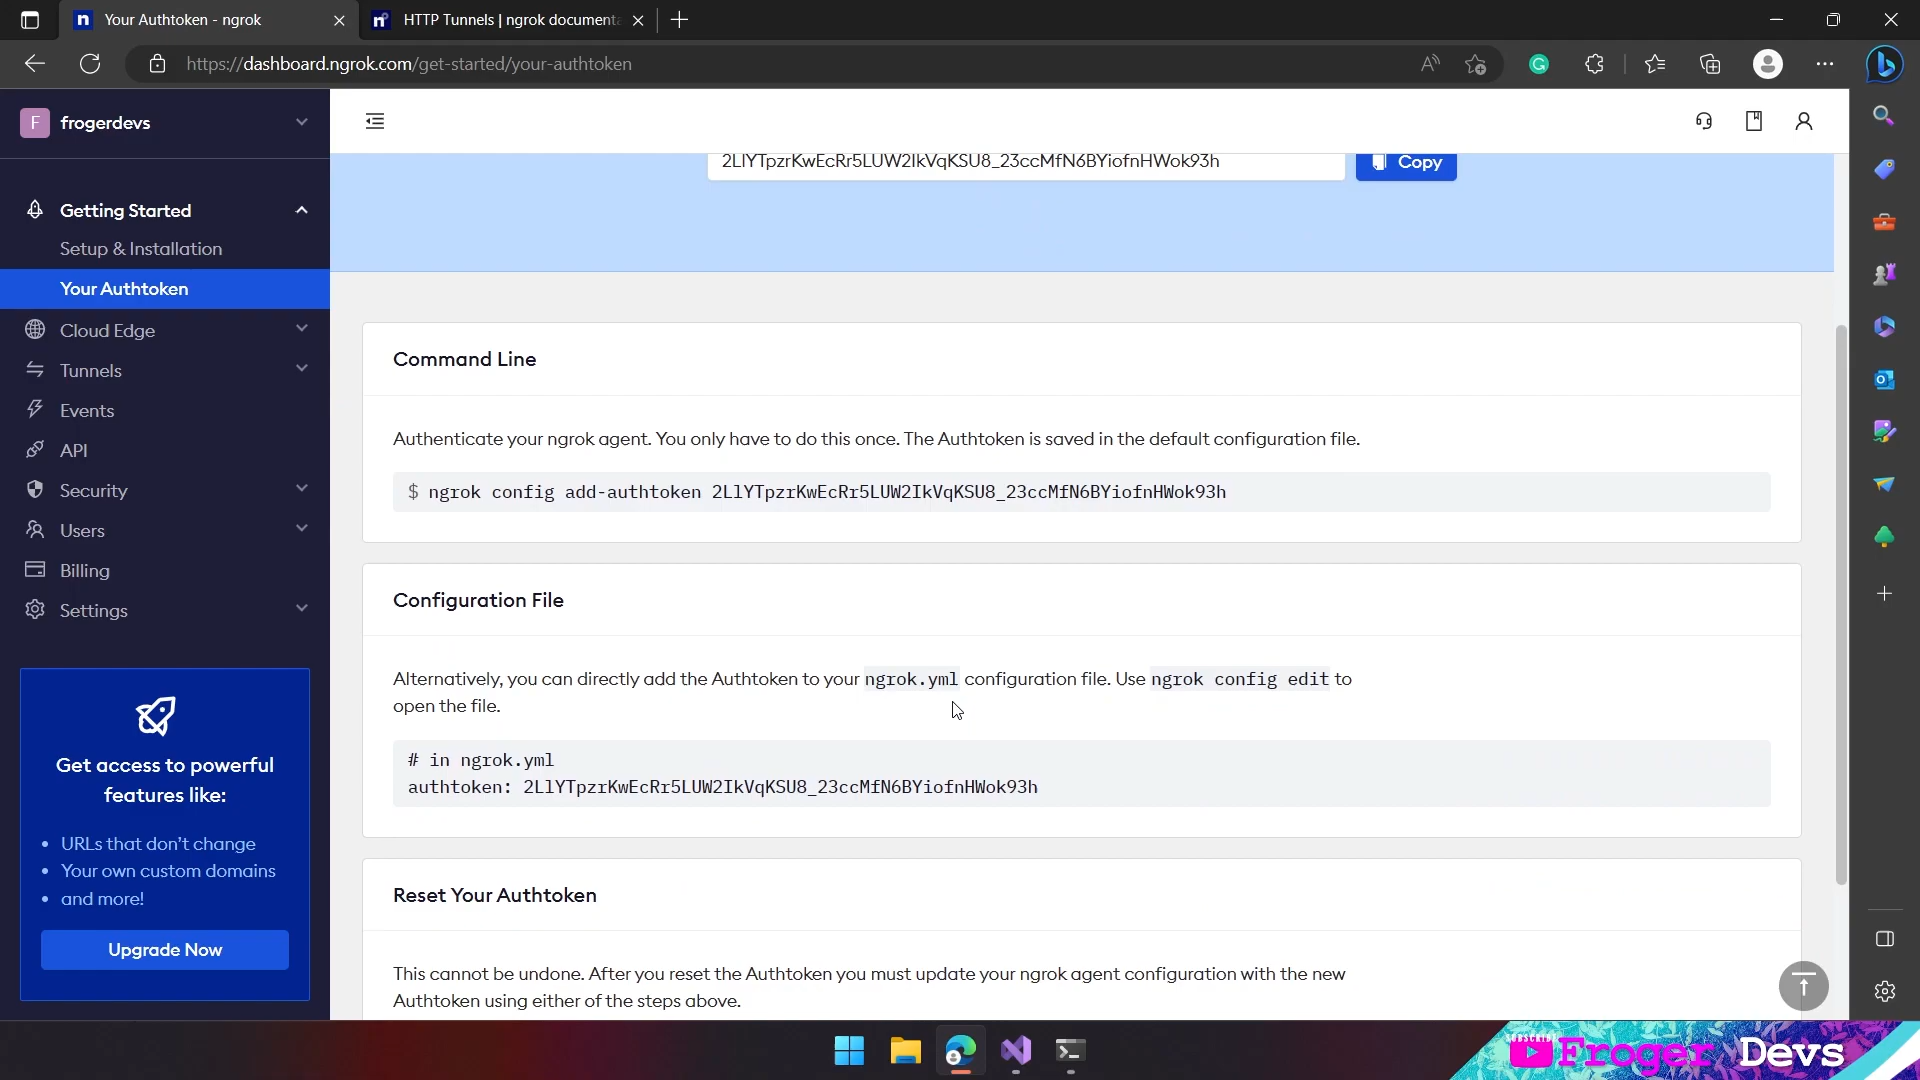 Your Authtoken - ngrok
HTTP Tunnels | ngrok documenta
https://dashboard.ngrok.com/get-started/your-authtoken
F frogerdevs
Getting Started
Setup & Installation
Your Authtoken
Cloud Edge
Tunnels
Events
API
Security
Users
Billing
Settings
Get access to powerful
features like:
• URLs that don't change
• Your own custom domains
• and more!
Upgrade Now
2LlYTpzrKwEcRr5LUW2IkVqKSU8_23ccMfN6BYiofnHWok93h
Copy
Command Line
Authenticate your ngrok agent. You only have to do this once. The Authtoken is saved in the default configuration file.
$ ngrok config add-authtoken 2LlYTpzrKwEcRr5LUW2IkVqKSU8_23ccMfN6BYiofnHWok93h
Configuration File
Alternatively, you can directly add the Authtoken to your ngrok.yml configuration file. Use ngrok config edit to
open the file.
# in ngrok.yml
authtoken: 2LlYTpzrKwEcRr5LUW2IkVqKSU8_23ccMfN6BYiofnHWok93h
Reset Your Authtoken
This cannot be undone. After you reset the Authtoken you must update your ngrok agent configuration with the new
Authtoken using either of the steps above.
SUBSCRIBE
Froger Devs